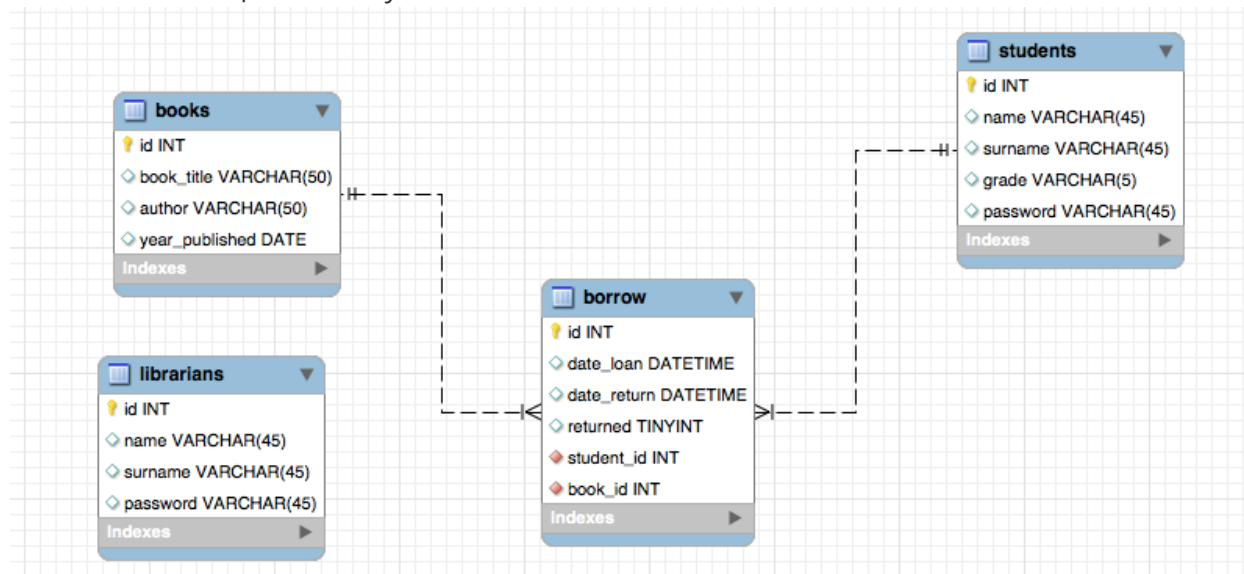 books
id INT
book_title VARCHAR(50)
author VARCHAR(50)
year_published DATE
Indexes
librarians
id INT
name VARCHAR(45)
surname VARCHAR(45)
password VARCHAR(45)
Indexes
borrow
id INT
date_loan DATETIME
date_return DATETIME
returned TINYINT
student_id INT
book_id INT
Indexes
students
id INT
name VARCHAR(45)
surname VARCHAR(45)
grade VARCHAR(5)
password VARCHAR(45)
Indexes